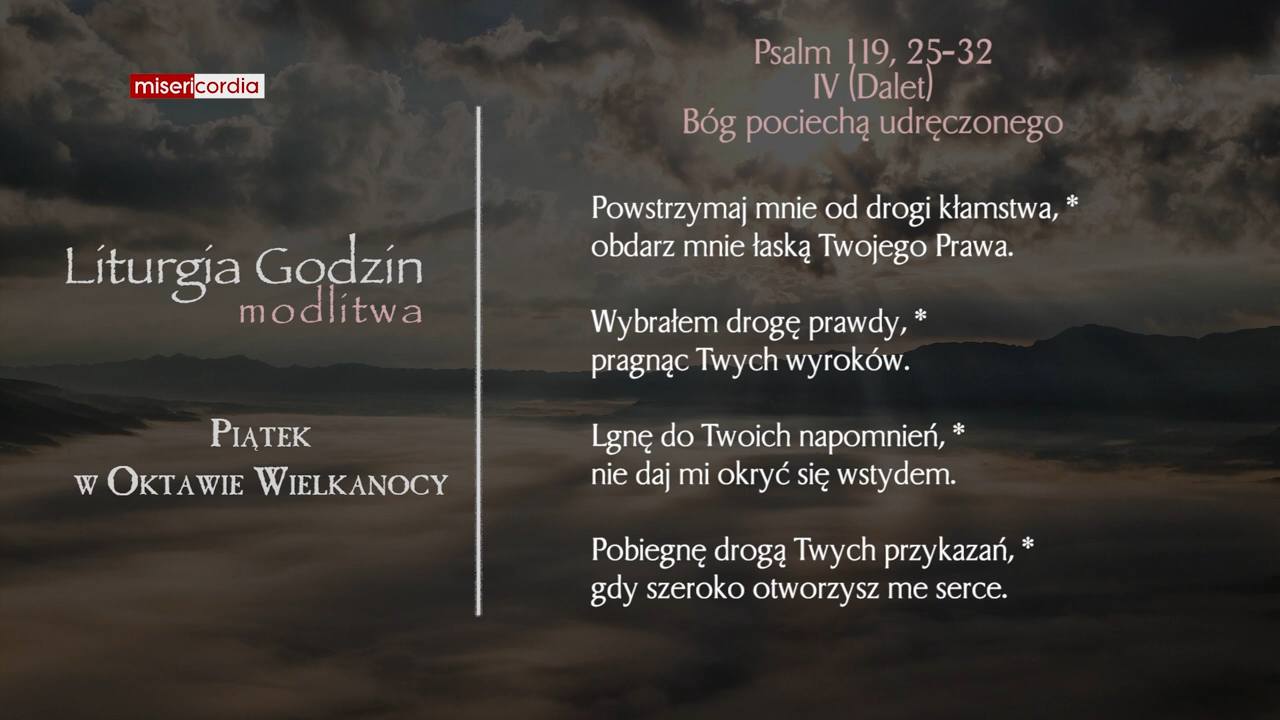 misericordia
Liturgia Godzin
modlitwa
Piątek
w Oktawie Wielkanocy
Psalm 119, 25-32
IV (Dalet)
Bóg pociechą udręczonego
Powstrzymaj mnie od drogi kłamstwa, *
obdarz mnie łaską Twojego Prawa.
Wybrałem drogę prawdy, *
pragnąc Twych wyroków.
Lgnę do Twoich napomnień, *
nie daj mi okryć się wstydem.
Pobiegnę drogą Twych przykazań, *
gdy szeroko otworzysz me serce.